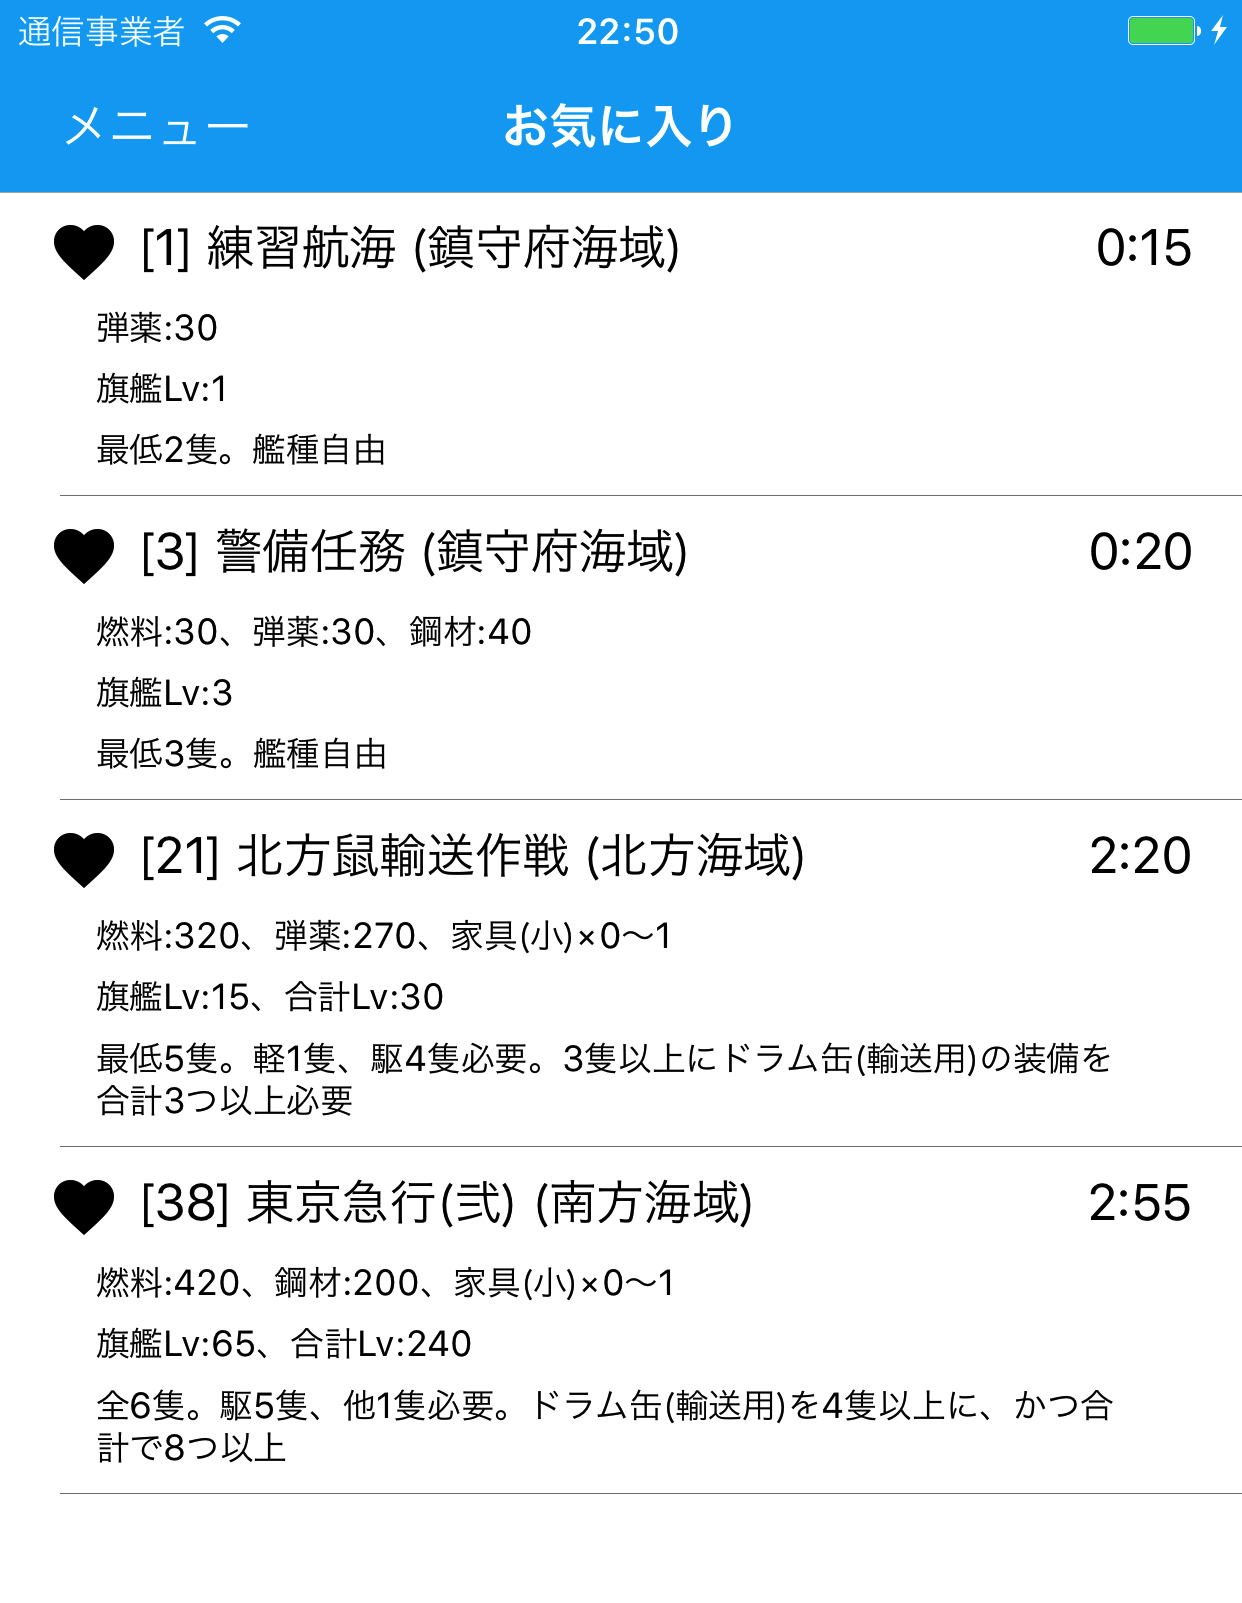 通信事業者 22:50
メニュー お気に入り
[1] 練習航海 (鎮守府海域) 0:15
弾薬:30
旗艦Lv:1
最低2隻。艦種自由
[3] 警備任務 (鎮守府海域) 0:20
燃料:30、弾薬:30、鋼材:40
旗艦Lv:3
最低3隻。艦種自由
[21] 北方鼠輸送作戦 (北方海域) 2:20
燃料:320、弾薬:270、家具(小)×0〜1
旗艦Lv:15、合計Lv:30
最低5隻。軽1隻、駆4隻必要。3隻以上にドラム缶(輸送用)の装備を
合計3つ以上必要
[38] 東京急行(弐) (南方海域) 2:55
燃料:420、鋼材:200、家具(小)×0〜1
旗艦Lv:65、合計Lv:240
全6隻。駆5隻、他1隻必要。ドラム缶(輸送用)を4隻以上に、かつ合
計で8つ以上